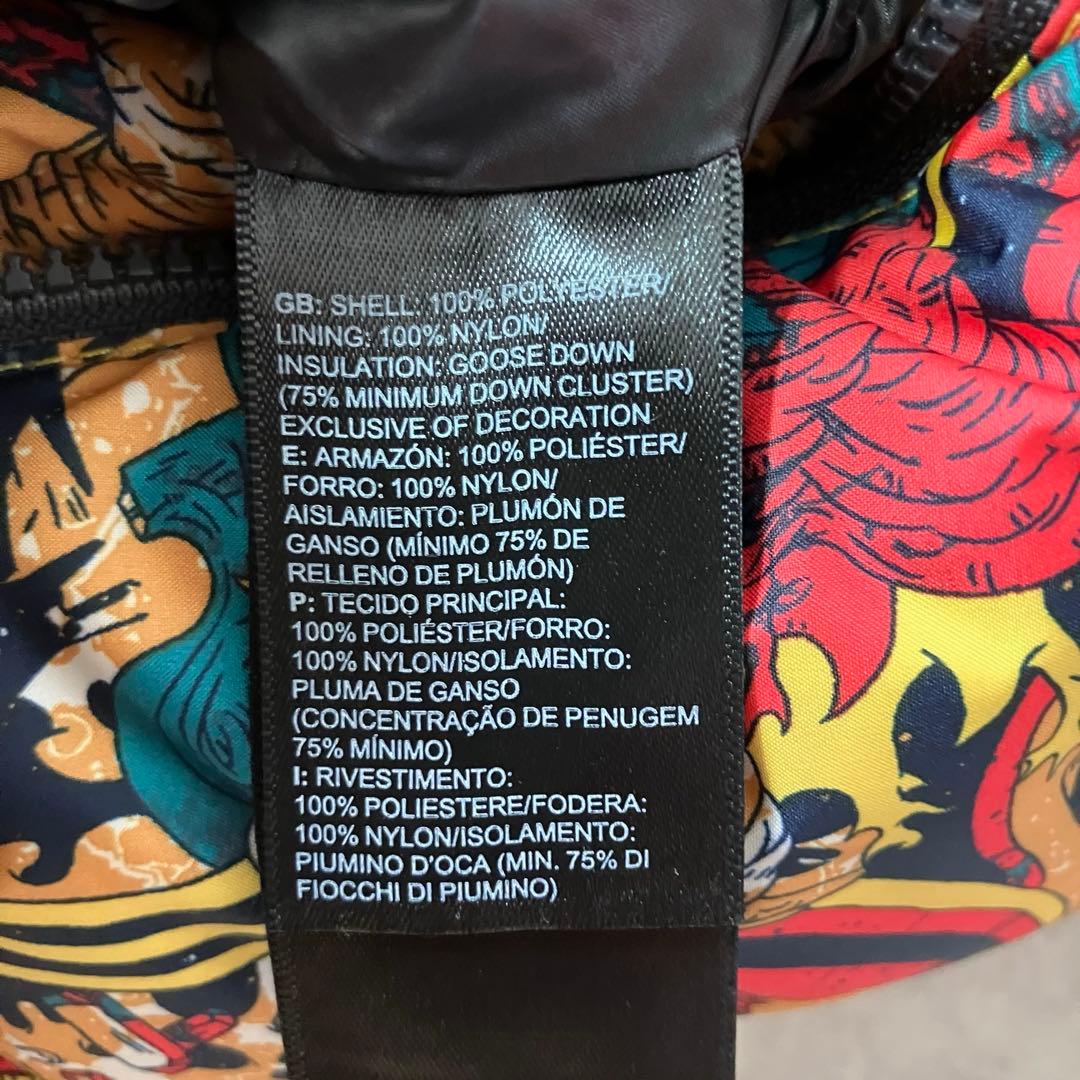 GB: SHELL: 100% POLYESTER/
LINING: 100% NYLON/
INSULATION: GOOSE DOWN
(75% MINIMUM DOWN CLUSTER)
EXCLUSIVE OF DECORATION
E: ARMAZÓN: 100% POLIÉSTER/
FORRO: 100% NYLON/
AISLAMIENTO: PLUMÓN DE
GANSO (MÍNIMO 75% DE
RELLENO DE PLUMÓN)
P: TECIDO PRINCIPAL:
100% POLIÉSTER/FORRO:
100% NYLON/ISOLAMENTO:
PLUMA DE GANSO
(CONCENTRAÇÃO DE PENUGEM
75% MÍNIMO)
I: RIVESTIMENTO:
100% POLIESTERE/FODERA:
100% NYLON/ISOLAMENTO:
PIUMINO D'OCA (MIN. 75% DI
FIOCCHI DI PIUMINO)